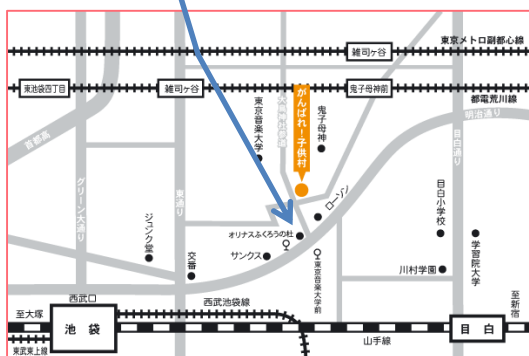 東京メトロ副都心線
雑司ヶ谷
東池袋四丁目
雑司ヶ谷
鬼子母神前
都電荒川線
明治通り
首都高
グリーン大通り
東通り
東京音楽大学
がんばれ！子供村
鬼子母神
目白通り
ローソン
オリナスふくろうの杜
サンクス
東京音楽大学前
ジュンク堂
交番
目白小学校
学習院大学
川村学園
西武口
至大塚
池袋
西武池袋線
東武東上線
山手線
目白
至新宿